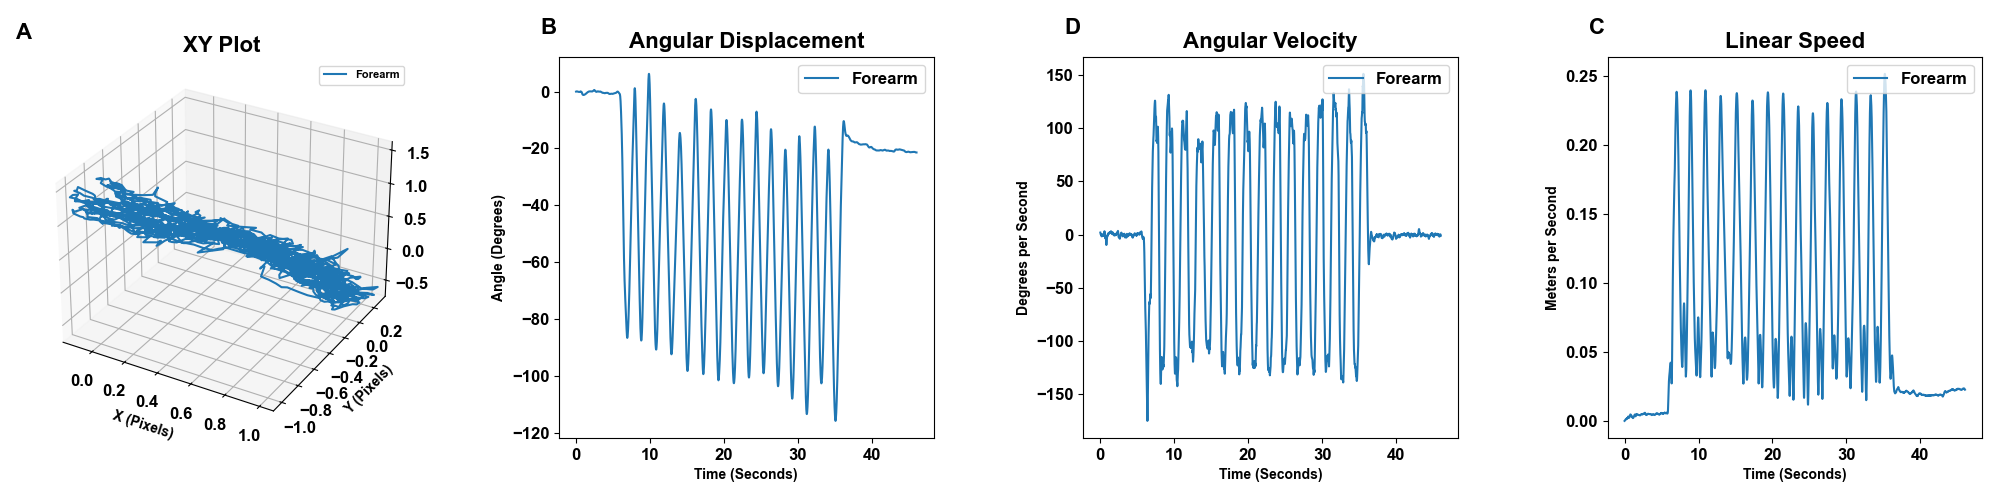 A
XY Plot
Forearm
1.5
1.0
0.5
0.0
−0.5
0.2
0.0
−0.2
−0.4
−0.6
−0.8
−1.0
Y (Pixels)
0.0
0.2
0.4
0.6
0.8
1.0
X (Pixels)
B
Angular Displacement
Forearm
0
−20
−40
−60
−80
−100
−120
Angle (Degrees)
0
10
20
30
40
Time (Seconds)
D
Angular Velocity
Forearm
150
100
50
0
−50
−100
−150
Degrees per Second
0
10
20
30
40
Time (Seconds)
C
Linear Speed
Forearm
0.25
0.20
0.15
0.10
0.05
0.00
Meters per Second
0
10
20
30
40
Time (Seconds)